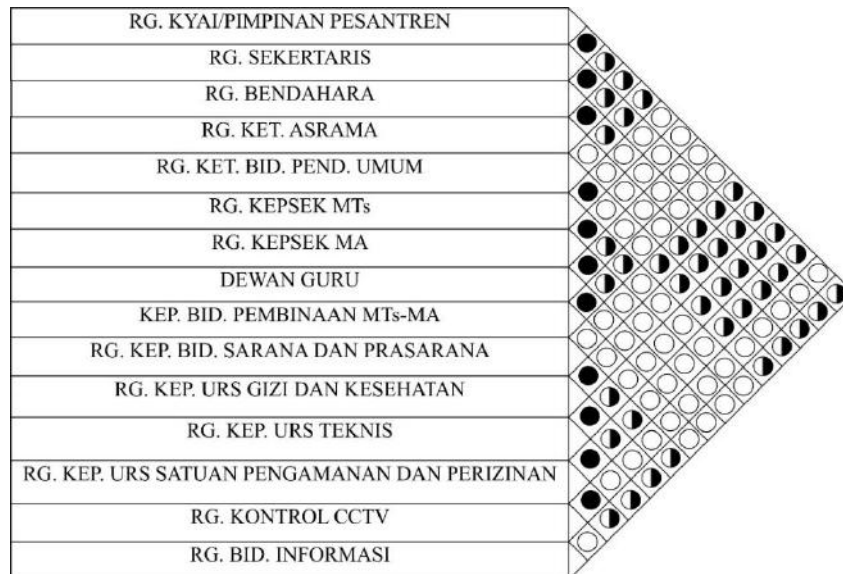 RG. KYAI/PIMPINAN PESANTREN
RG. SEKERTARIS
RG. BENDAHARA
RG. KET. ASRAMA
RG. KET. BID. PEND. UMUM
RG. KEPSEK MTs
RG. KEPSEK MA
DEWAN GURU
KEP. BID. PEMBINAAN MTs-MA
RG. KEP. BID. SARANA DAN PRASARANA
RG. KEP. URS GIZI DAN KESEHATAN
RG. KEP. URS TEKNIS
RG. KEP. URS SATUAN PENGAMANAN DAN PERIZINAN
RG. KONTROL CCTV
RG. BID. INFORMASI